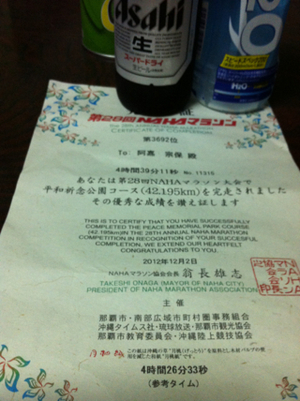 Asahi
生
スーパードライ
H2O
第28回NAHAマラソン
CERTIFICATE OF COMPLETION
第3692位
To 阿嘉 宗保 殿
4時間39分11秒 No. 11315
あなたは第28回NAHAマラソン大会で
平和祈念公園コース(42.195km)を完走されました
その優秀な成績を讃え証します
THIS IS TO CERTIFY THAT YOU HAVE SUCCESSFULLY
COMPLETED THE PEACE MEMORIAL PARK COURSE
(42.195km)IN THE 28TH ANNUAL NAHA MARATHON
COMPETITION IN RECOGNITION OF YOUR SUCCESSFUL
COMPLETION, WE EXTEND OUR HEARTFELT
CONGRATULATIONS TO YOU.
2012年12月2日
NAHAマラソン協会会長 翁長雄志
TAKESHI ONAGA (MAYOR OF NAHA CITY)
PRESIDENT OF NAHA MARATHON ASSOCIATION
主催
那覇市・南部広域市町村圏事務組合
沖縄タイムス社・琉球放送・那覇市観光協会
那覇市教育委員会・沖縄陸上競技協会
4時間26分33秒
(参考タイム)